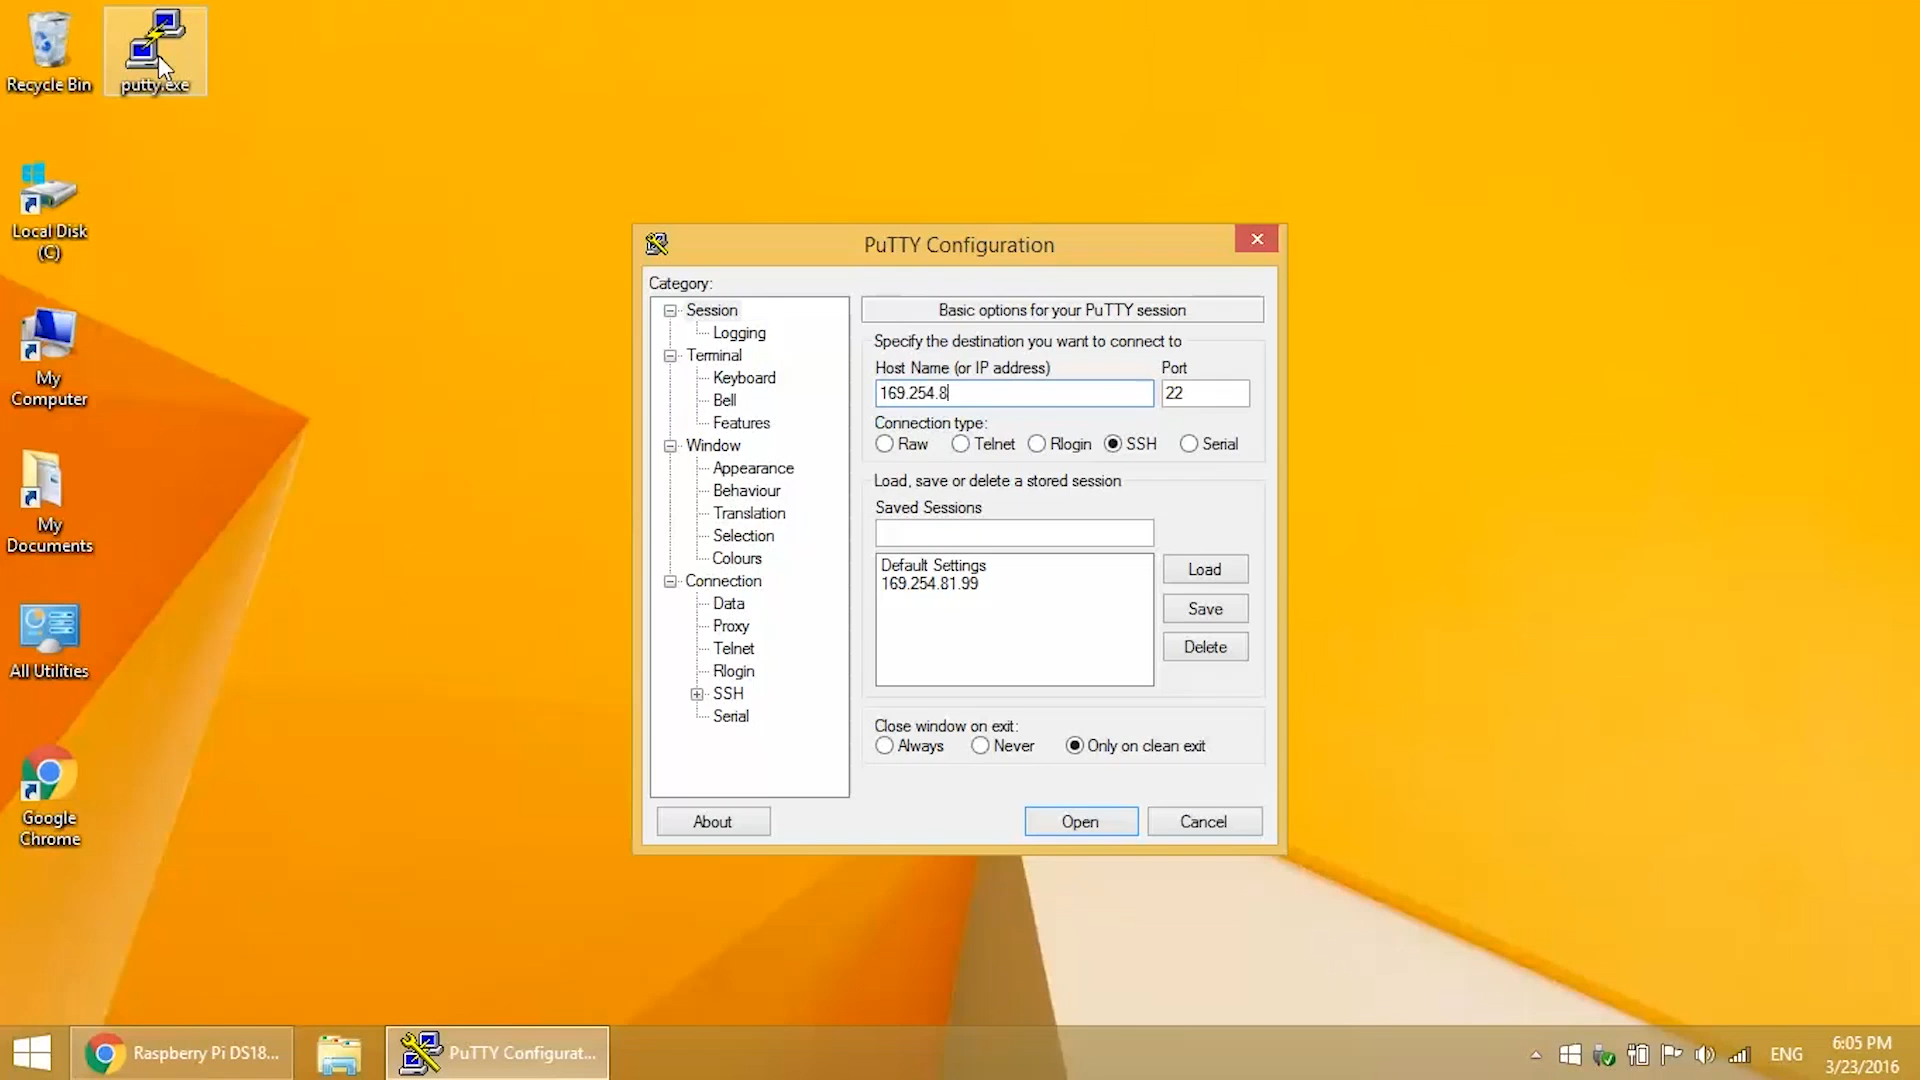 Recycle Bin
putty.exe
Local Disk
(C)
My
Computer
My
Documents
All Utilities
Google
Chrome
PuTTY Configuration
Category:
Session
Logging
Terminal
Keyboard
Bell
Features
Window
Appearance
Behaviour
Translation
Selection
Colours
Connection
Data
Proxy
Telnet
Rlogin
SSH
Serial
Basic options for your PuTTY session
Specify the destination you want to connect to
Host Name (or IP address) Port
169.254.8 22
Connection type:
Raw Telnet Rlogin SSH Serial
Load, save or delete a stored session
Saved Sessions
Default Settings
169.254.81.99
Load
Save
Delete
Close window on exit:
Always Never Only on clean exit
About Open Cancel
Raspberry Pi DS18...
PuTTY Configurat...
ENG
6:05 PM
3/23/2016